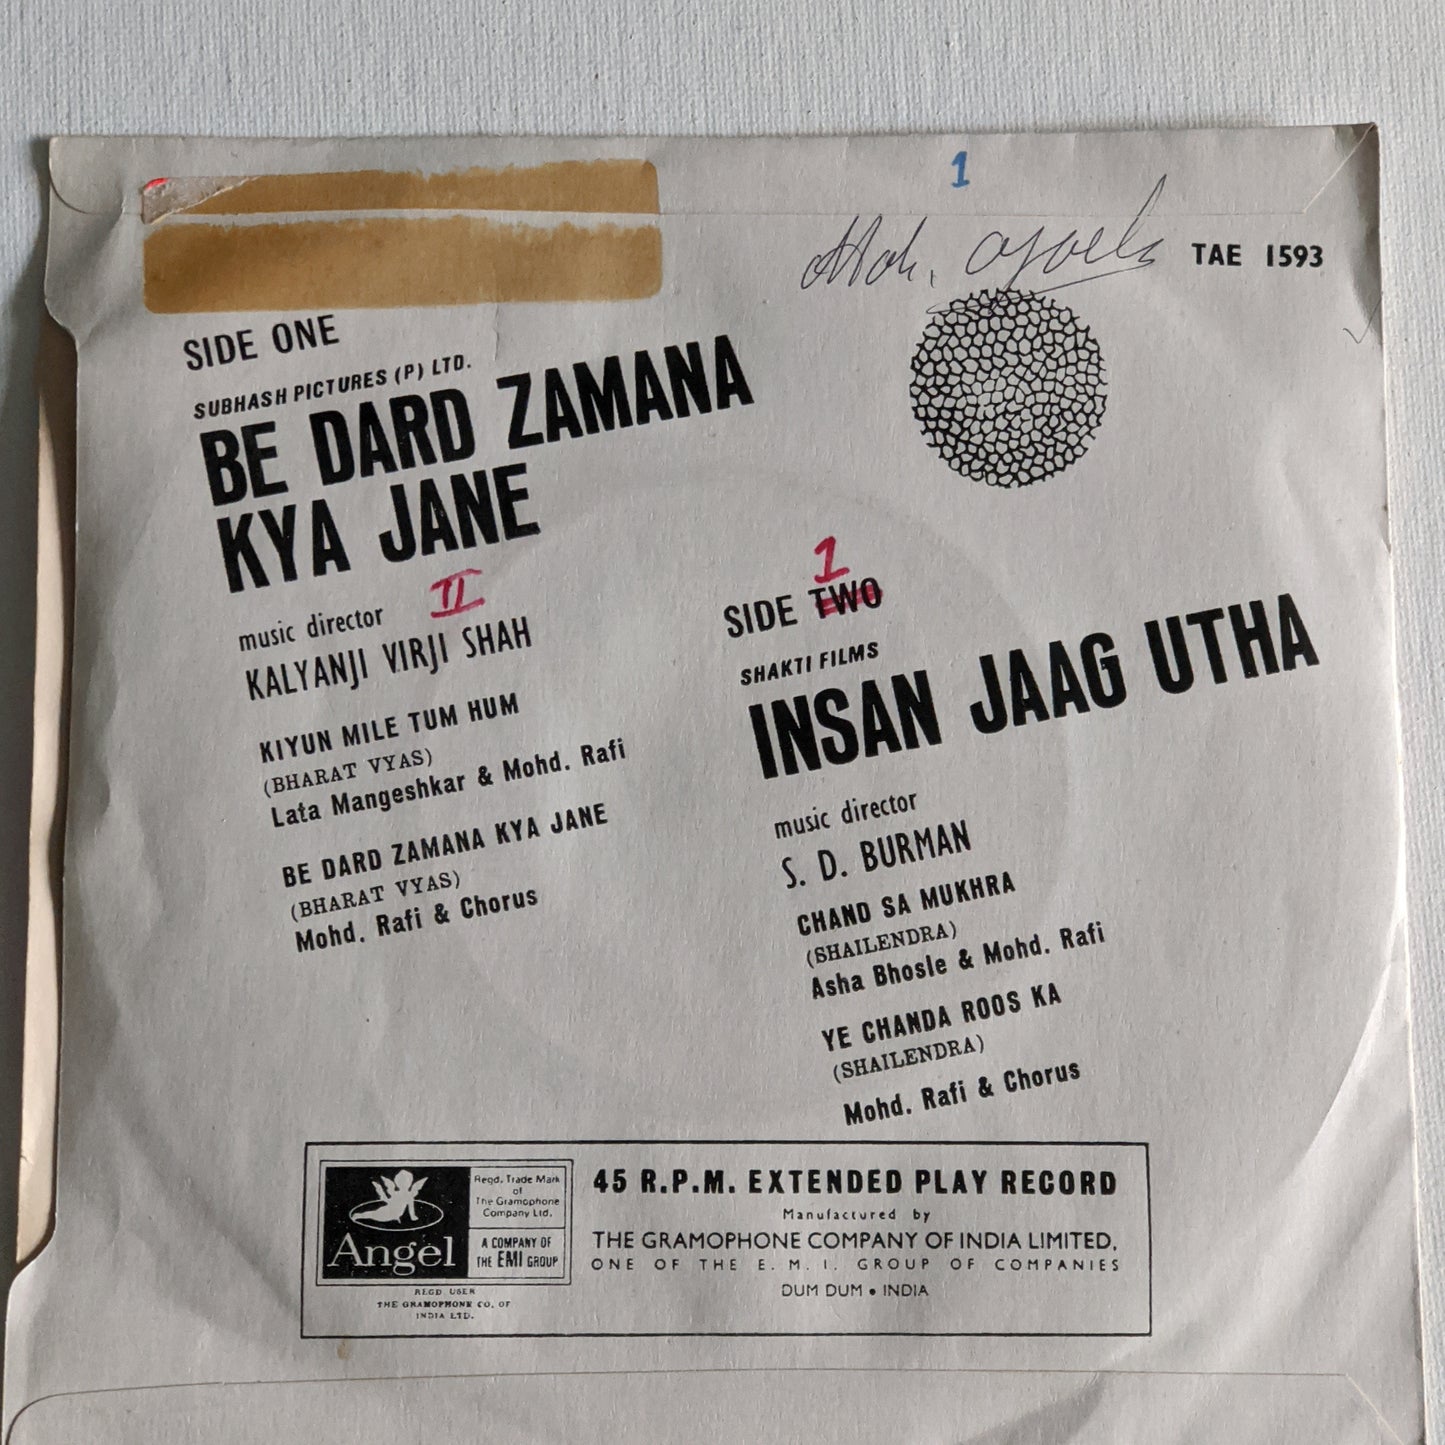 1
Moh. Ayub
TAE 1593
SIDE ONE
SUBHASH PICTURES (P) LTD.
BE DARD ZAMANA
KYA JANE
II
music director
KALYANJI VIRJI SHAH
KIYUN MILE TUM HUM
(BHARAT VYAS)
Lata Mangeshkar & Mohd. Rafi
BE DARD ZAMANA KYA JANE
(BHARAT VYAS)
Mohd. Rafi & Chorus
1
SIDE TWO
SHAKTI FILMS
INSAN JAAG UTHA
music director
S. D. BURMAN
CHAND SA MUKHRA
(SHAILENDRA)
Asha Bhosle & Mohd. Rafi
YE CHANDA ROOS KA
(SHAILENDRA)
Mohd. Rafi & Chorus
Angel
Regd. Trade Mark
of
The Gramophone
Company Ltd.
A COMPANY OF
THE EMI GROUP
REGD USER
THE GRAMOPHONE CO. OF
INDIA LTD.
45 R.P.M. EXTENDED PLAY RECORD
Manufactured by
THE GRAMOPHONE COMPANY OF INDIA LIMITED,
ONE OF THE E. M. I. GROUP OF COMPANIES
DUM DUM • INDIA